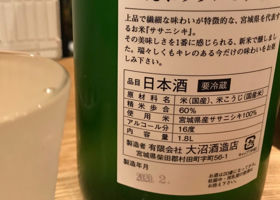 上品で繊細な味わいが特徴的な、宮城県を代表す
るお米『ササニシキ』。
その美味しさを1番に感じられる、新米で醸しまし
た。瑞々しくもキレのある今だけの味わいをお楽
しみ下さい。
品目 日本酒 要冷蔵
原材料名 米(国産)、米こうじ(国産米)
精米歩合 60%
使用米 宮城県産ササニシキ100%
アルコール分 16度
内容量 1.8L
製造者 有限会社 大沼酒造店
宮城県柴田郡村田町字町56-1
製造年月